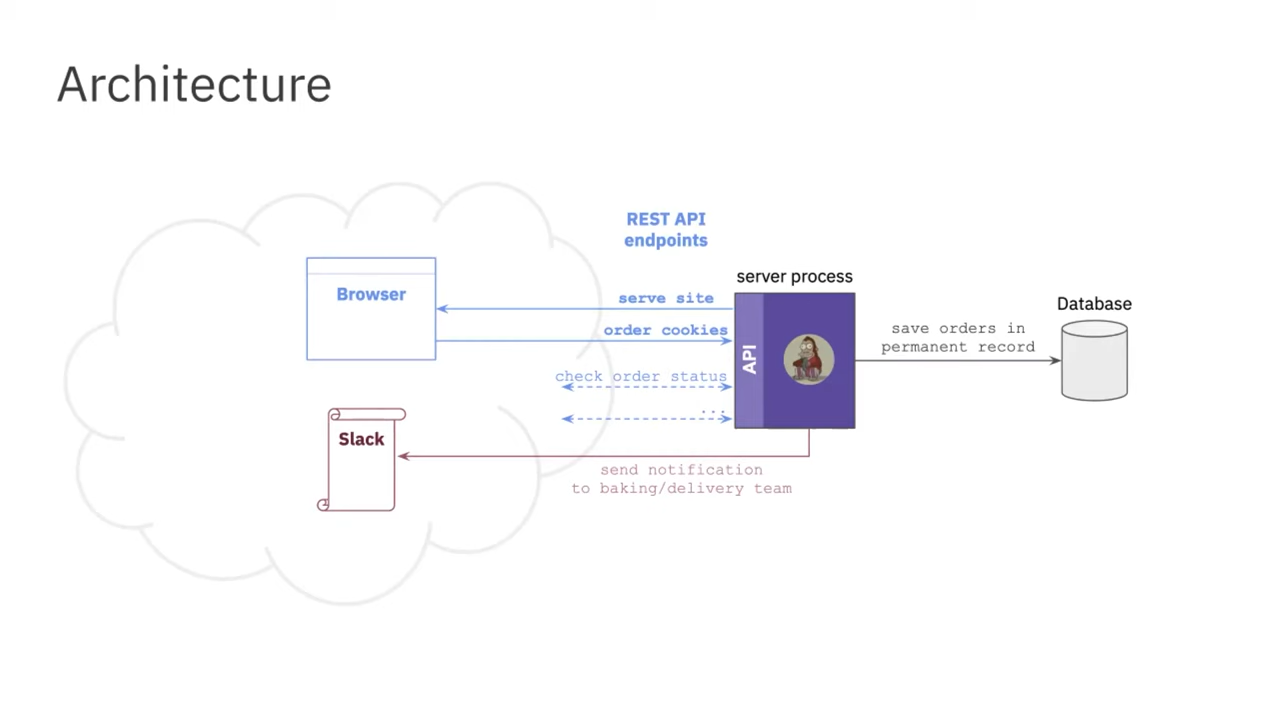 Architecture
REST API
endpoints
Browser
serve site
order cookies
check order status
...
server process
API
save orders in
permanent record
Database
Slack
send notification
to baking/delivery team